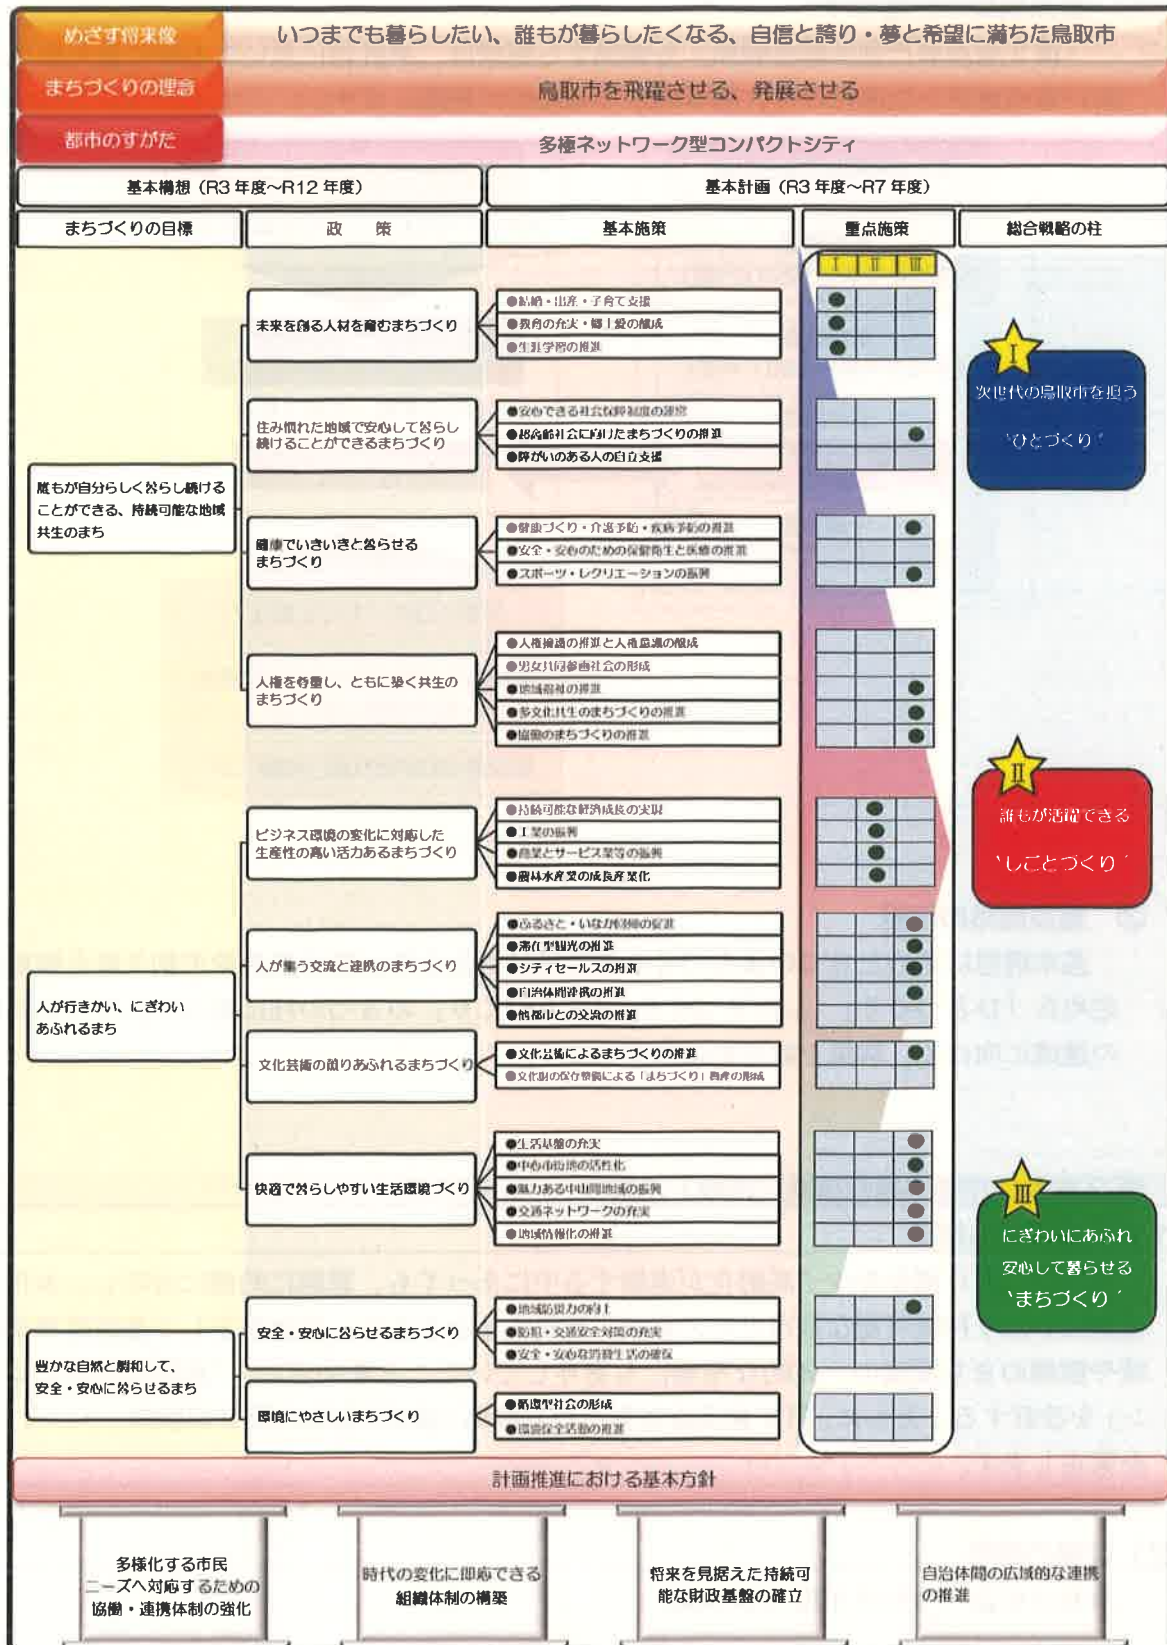 めざす将来像
いつまでも暮らしたい、誰もが暮らしたくなる、自信と誇り・夢と希望に満ちた鳥取市
まちづくりの理念
鳥取市を飛躍させる、発展させる
都市のすがた
多極ネットワーク型コンパクトシティ
基本構想（R3 年度～R12 年度）
基本計画（R3 年度～R7 年度）
まちづくりの目標
政　策
基本施策
重点施策
総合戦略の柱
Ⅰ Ⅱ Ⅲ
誰もが自分らしく暮らし続ける
ことができる、持続可能な地域
共生のまち
未来を創る人材を育むまちづくり
●結婚・出産・子育て支援
●教育の充実・郷土愛の醸成
●生涯学習の推進
住み慣れた地域で安心して暮らし
続けることができるまちづくり
●安心できる社会保障制度の運営
●超高齢社会に向けたまちづくりの推進
●障がいのある人の自立支援
健康でいきいきと暮らせる
まちづくり
●健康づくり・介護予防・疾病予防の推進
●安全・安心のための保健衛生と医療の推進
●スポーツ・レクリエーションの振興
人権を尊重し、ともに築く共生の
まちづくり
●人権擁護の推進と人権意識の醸成
●男女共同参画社会の形成
●地域福祉の推進
●多文化共生のまちづくりの推進
●協働のまちづくりの推進
人が行きかい、にぎわい
あふれるまち
ビジネス環境の変化に対応した
生産性の高い活力あるまちづくり
●持続可能な経済成長の実現
●工業の振興
●商業とサービス業等の振興
●農林水産業の成長産業化
人が集う交流と連携のまちづくり
●ふるさと・いなか回帰の促進
●滞在型観光の推進
●シティセールスの推進
●自治体間連携の推進
●他都市との交流の推進
文化芸術の薫りあふれるまちづくり
●文化芸術によるまちづくりの推進
●文化財の保存整備による「まちづくり」資産の形成
快適で暮らしやすい生活環境づくり
●生活基盤の充実
●中心市街地の活性化
●魅力ある中山間地域の振興
●交通ネットワークの充実
●地域情報化の推進
豊かな自然と調和して、
安全・安心に暮らせるまち
安全・安心に暮らせるまちづくり
●地域防災力の向上
●防犯・交通安全対策の充実
●安全・安心な消費生活の確保
環境にやさしいまちづくり
●循環型社会の形成
●環境保全活動の推進
Ⅰ
次世代の鳥取市を担う
"ひとづくり"
Ⅱ
誰もが活躍できる
"しごとづくり"
Ⅲ
にぎわいにあふれ
安心して暮らせる
"まちづくり"
計画推進における基本方針
多様化する市民
ニーズへ対応するための
協働・連携体制の強化
時代の変化に即応できる
組織体制の構築
将来を見据えた持続可
能な財政基盤の確立
自治体間の広域的な連携
の推進